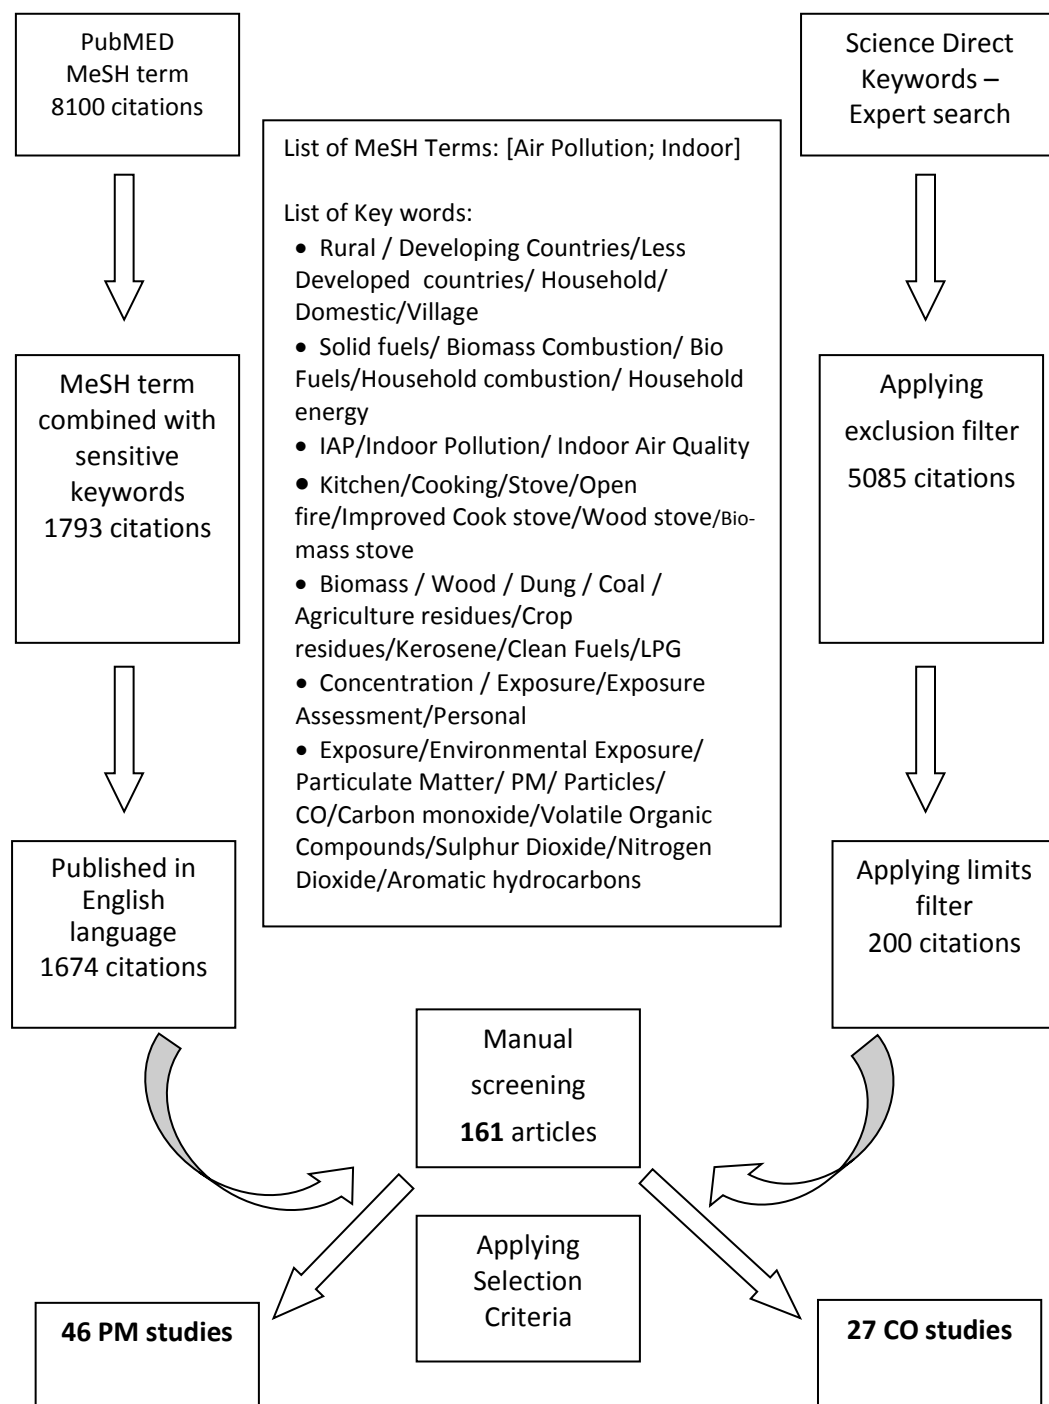 PubMED
MeSH term
8100 citations
Science Direct
Keywords –
Expert search
List of MeSH Terms: [Air Pollution; Indoor]
List of Key words:
• Rural / Developing Countries/Less
Developed countries/ Household/
Domestic/Village
• Solid fuels/ Biomass Combustion/ Bio
Fuels/Household combustion/ Household
energy
• IAP/Indoor Pollution/ Indoor Air Quality
• Kitchen/Cooking/Stove/Open
fire/Improved Cook stove/Wood stove/Bio-
mass stove
• Biomass / Wood / Dung / Coal /
Agriculture residues/Crop
residues/Kerosene/Clean Fuels/LPG
• Concentration / Exposure/Exposure
Assessment/Personal
• Exposure/Environmental Exposure/
Particulate Matter/ PM/ Particles/
CO/Carbon monoxide/Volatile Organic
Compounds/Sulphur Dioxide/Nitrogen
Dioxide/Aromatic hydrocarbons
MeSH term
combined with
sensitive
keywords
1793 citations
Applying
exclusion filter
5085 citations
Published in
English
language
1674 citations
Applying limits
filter
200 citations
Manual
screening
161 articles
Applying
Selection
Criteria
46 PM studies
27 CO studies